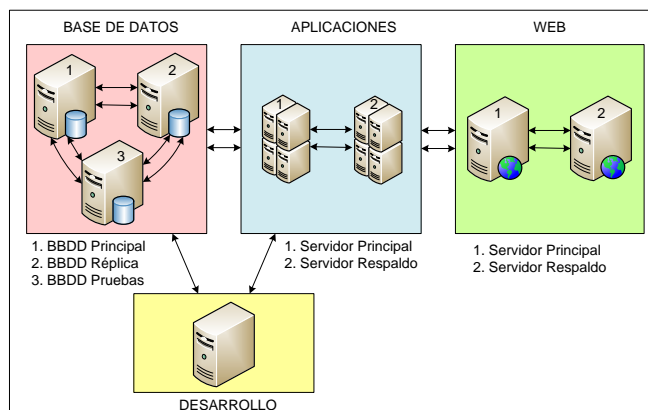 BASE DE DATOS
APLICACIONES
WEB
1
2
3
1
2
1
2
1. BBDD Principal
2. BBDD Réplica
3. BBDD Pruebas
1. Servidor Principal
2. Servidor Respaldo
1. Servidor Principal
2. Servidor Respaldo
DESARROLLO